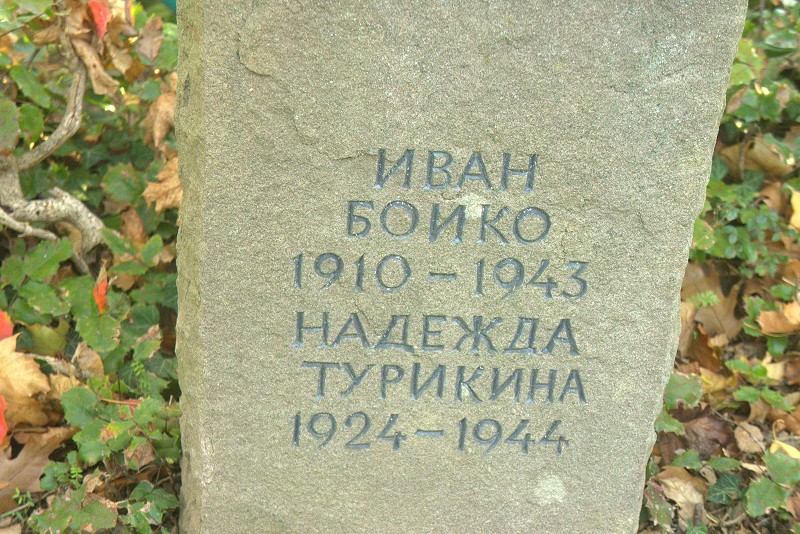 ИВАН
БОИКО
1910 – 1943
НАДЕЖДА
ТУРИКИНА
1924 – 1944